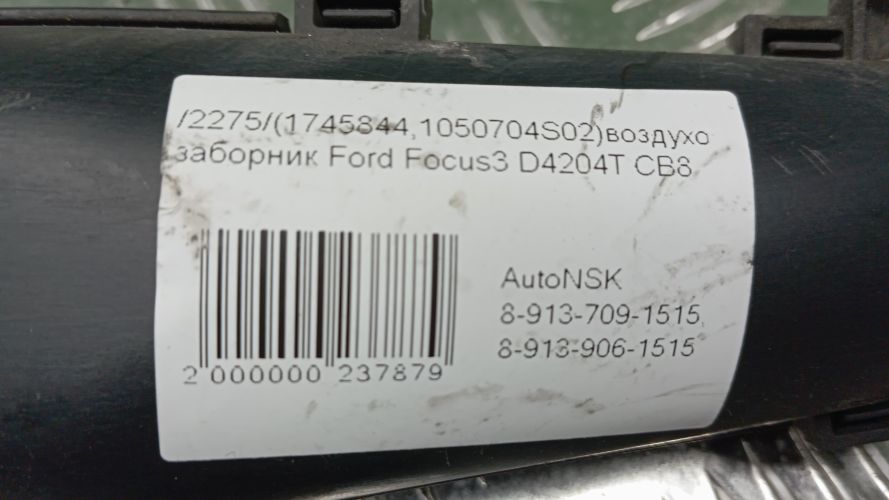 /2275/(1745844,1050704S02)воздухо
заборник Ford Focus3 D4204T CB8
AutoNSK
8-913-709-1515,
8-913-906-1515
2 000000 237879